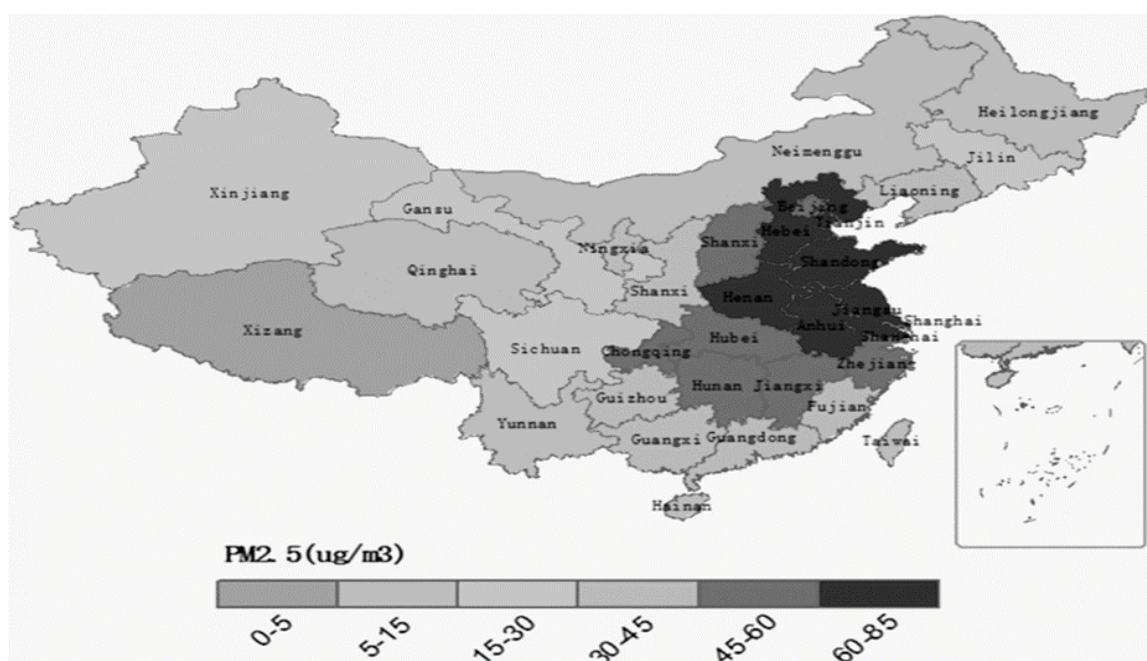 Heilongjiang
Jilin
Neimenggu
Liaoning
Xinjiang
Gansu
Beijing
Tianjin
Hebei
Shanxi
Ningxia
Shandong
Qinghai
Shanxi
Henan
Jiangsu
Shanghai
Xizang
Anhui
Shanghai
Hubei
Sichuan
Chongqing
Zhejiang
Hunan
Jiangxi
Guizhou
Fujian
Yunnan
Guangxi
Guangdong
Taiwai
Hainan
PM2.5(ug/m3)
0-5
5-15
15-30
30-45
45-60
60-85